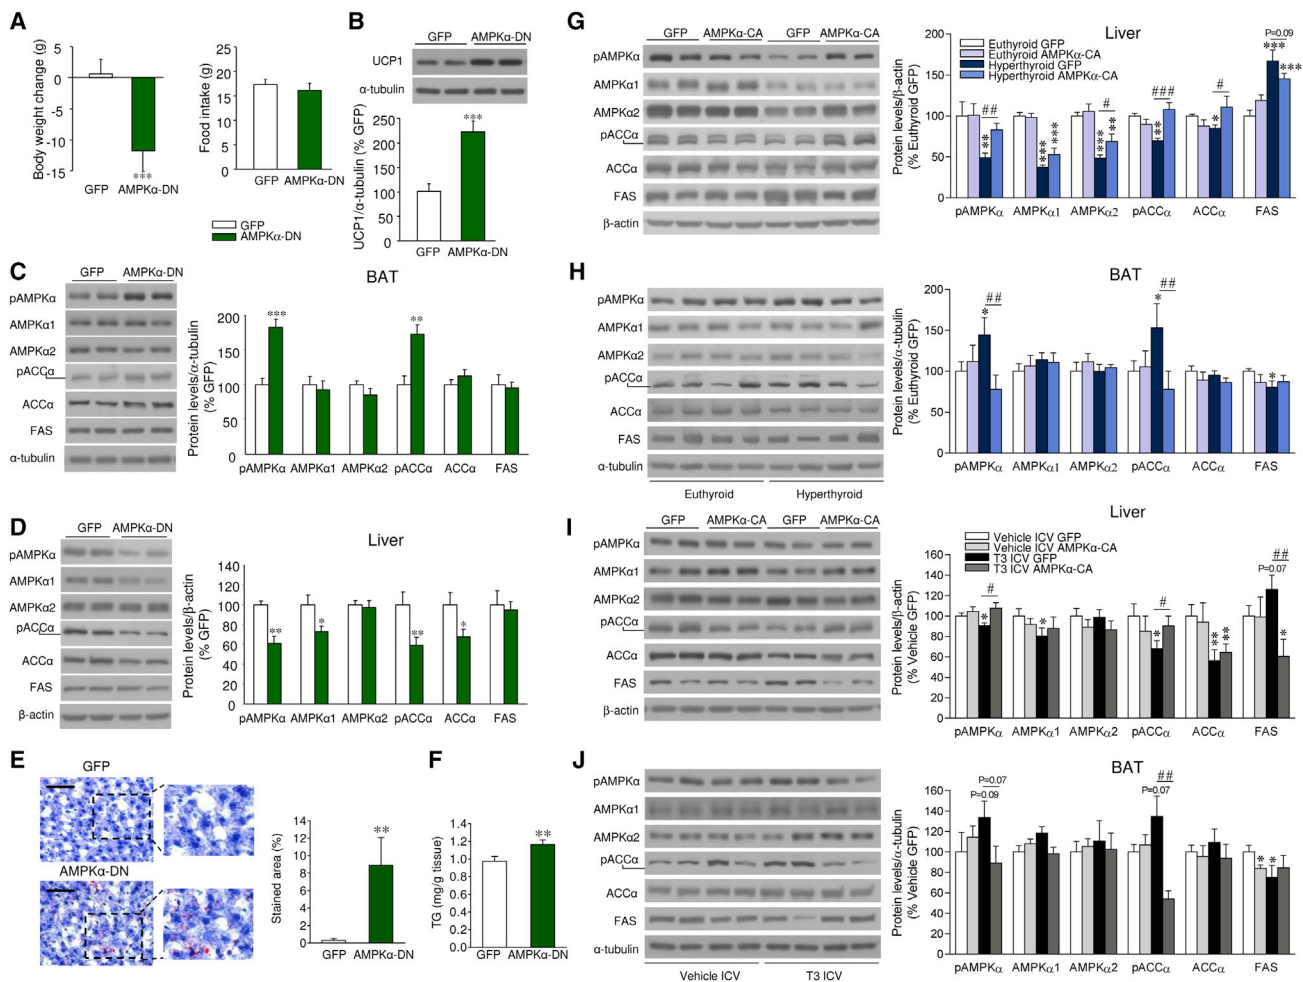 A
Body weight change (g)
5
0
-5
-10
-15
***
GFP
AMPKα-DN
Food intake (g)
30
25
20
15
10
5
0
GFP AMPKα-DN
GFP
AMPKα-DN
B
GFP AMPKα-DN
UCP1
α-tubulin
UCP1/α-tubulin (% GFP)
250
200
150
100
50
0
***
GFP
AMPKα-DN
C
GFP AMPKα-DN
pAMPKα
AMPKα1
AMPKα2
pACCα
ACCα
FAS
α-tubulin
BAT
Protein levels/α-tubulin
(% GFP)
200
150
100
50
0
*** **
pAMPKα AMPKα1 AMPKα2 pACCα ACCα FAS
D
GFP AMPKα-DN
pAMPKα
AMPKα1
AMPKα2
pACCα
ACCα
FAS
β-actin
Liver
Protein levels/β-actin
(% GFP)
140
120
100
80
60
40
20
0
** * ** *
pAMPKα AMPKα1 AMPKα2 pACCα ACCα FAS
E
GFP
AMPKα-DN
Stained area (%)
14
12
10
8
6
4
2
0
**
GFP AMPKα-DN
F
TG (mg/g tissue)
1.4
1.2
1.0
0.8
0.6
0.4
0.2
0.0
**
GFP AMPKα-DN
G
GFP AMPKα-CA GFP AMPKα-CA
pAMPKα
AMPKα1
AMPKα2
pACCα
ACCα
FAS
β-actin
Liver
Protein levels/β-actin
(% Euthyroid GFP)
200
150
100
50
0
Euthyroid GFP
Euthyroid AMPKα-CA
Hyperthyroid GFP
Hyperthyroid AMPKα-CA
P=0.09
*** ***
## # ### #
** *** *** *** ** ** *
pAMPKα AMPKα1 AMPKα2 pACCα ACCα FAS
H
pAMPKα
AMPKα1
AMPKα2
pACCα
ACCα
FAS
α-tubulin
Euthyroid Hyperthyroid
BAT
Protein levels/α-tubulin
(% Euthyroid GFP)
200
150
100
50
0
## ##
* * *
pAMPKα AMPKα1 AMPKα2 pACCα ACCα FAS
I
GFP AMPKα-CA GFP AMPKα-CA
pAMPKα
AMPKα1
AMPKα2
pACCα
ACCα
FAS
β-actin
Liver
Protein levels/β-actin
(% Vehicle GFP)
160
140
120
100
80
60
40
20
0
Vehicle ICV GFP
Vehicle ICV AMPKα-CA
T3 ICV GFP
T3 ICV AMPKα-CA
##
P=0.07
# #
* * * ** ** *
pAMPKα AMPKα1 AMPKα2 pACCα ACCα FAS
J
pAMPKα
AMPKα1
AMPKα2
pACCα
ACCα
FAS
α-tubulin
Vehicle ICV T3 ICV
BAT
Protein levels/α-tubulin
(% Vehicle GFP)
160
140
120
100
80
60
40
20
0
P=0.07
P=0.09
##
P=0.07
* *
pAMPKα AMPKα1 AMPKα2 pACCα ACCα FAS